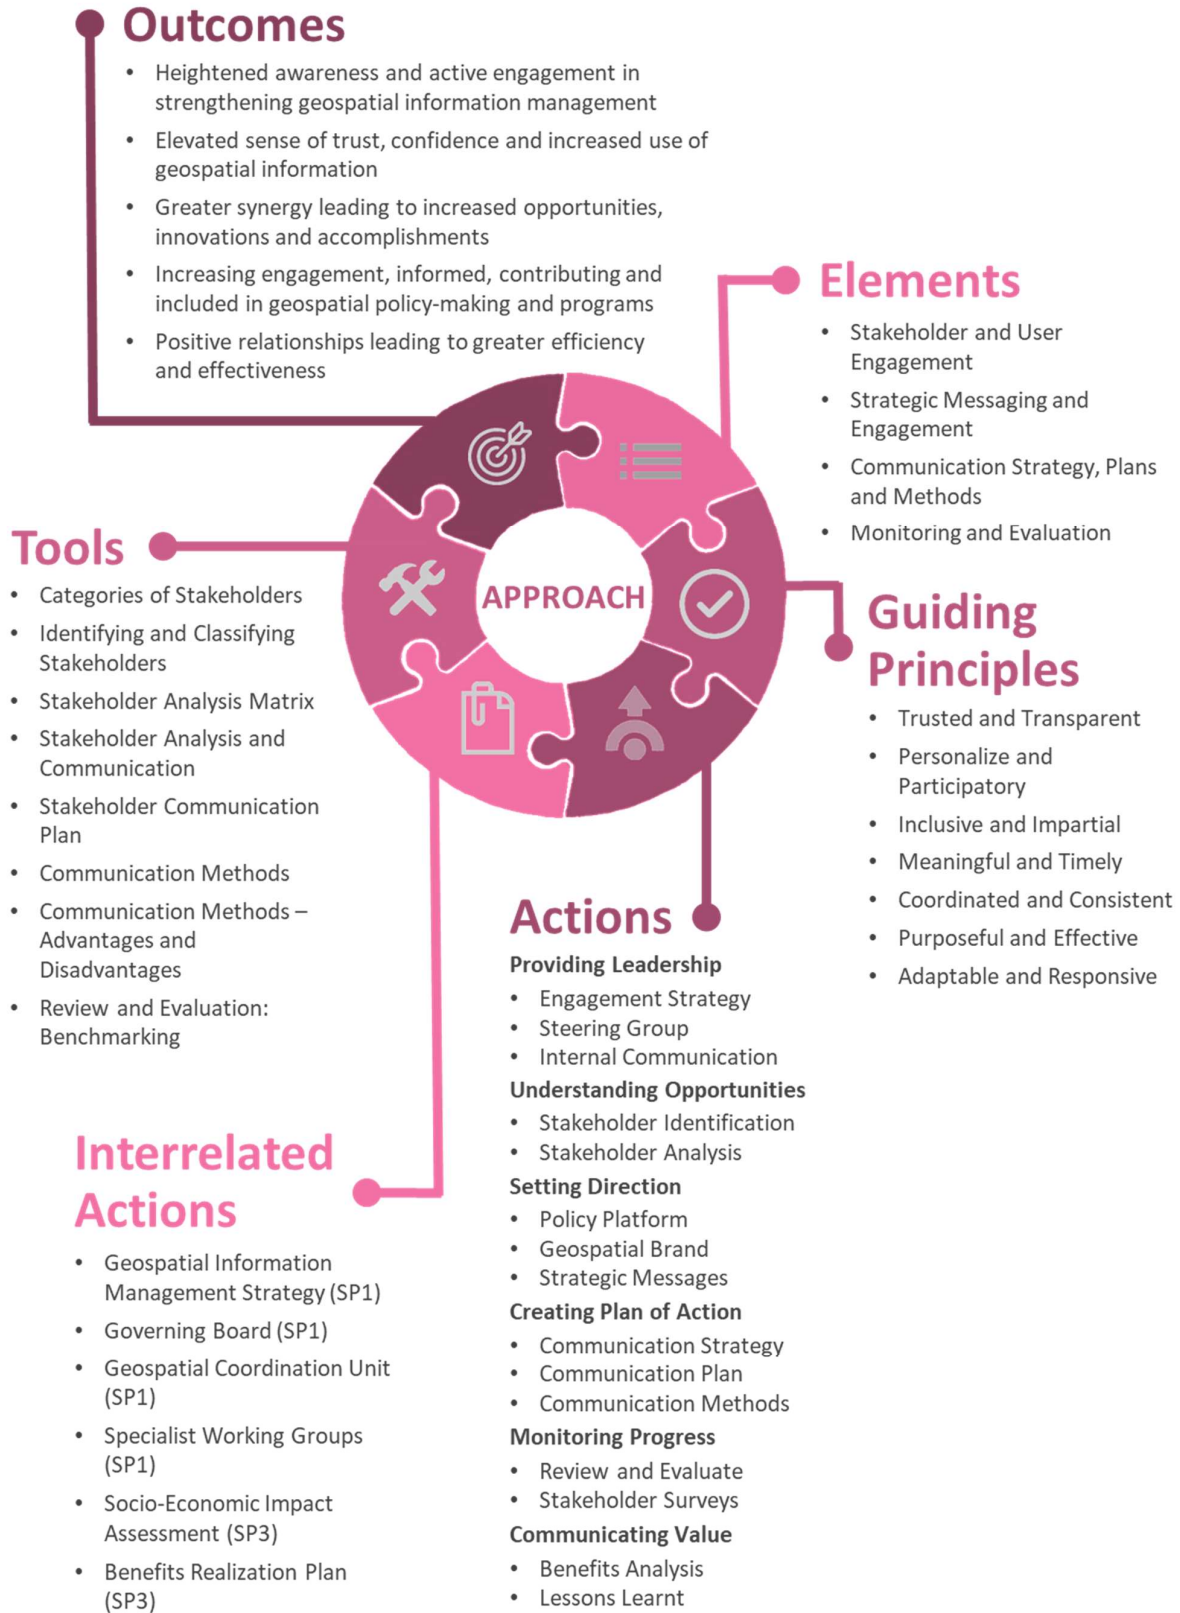 Outcomes
• Heightened awareness and active engagement in
strengthening geospatial information management
• Elevated sense of trust, confidence and increased use of
geospatial information
• Greater synergy leading to increased opportunities,
innovations and accomplishments
• Increasing engagement, informed, contributing and
included in geospatial policy-making and programs
• Positive relationships leading to greater efficiency
and effectiveness
Elements
• Stakeholder and User
Engagement
• Strategic Messaging and
Engagement
• Communication Strategy, Plans
and Methods
• Monitoring and Evaluation
APPROACH
Tools
• Categories of Stakeholders
• Identifying and Classifying
Stakeholders
• Stakeholder Analysis Matrix
• Stakeholder Analysis and
Communication
• Stakeholder Communication
Plan
• Communication Methods
• Communication Methods –
Advantages and
Disadvantages
• Review and Evaluation:
Benchmarking
Guiding
Principles
• Trusted and Transparent
• Personalize and
Participatory
• Inclusive and Impartial
• Meaningful and Timely
• Coordinated and Consistent
• Purposeful and Effective
• Adaptable and Responsive
Actions
Providing Leadership
• Engagement Strategy
• Steering Group
• Internal Communication
Understanding Opportunities
• Stakeholder Identification
• Stakeholder Analysis
Setting Direction
• Policy Platform
• Geospatial Brand
• Strategic Messages
Creating Plan of Action
• Communication Strategy
• Communication Plan
• Communication Methods
Monitoring Progress
• Review and Evaluate
• Stakeholder Surveys
Communicating Value
• Benefits Analysis
• Lessons Learnt
Interrelated
Actions
• Geospatial Information
Management Strategy (SP1)
• Governing Board (SP1)
• Geospatial Coordination Unit
(SP1)
• Specialist Working Groups
(SP1)
• Socio-Economic Impact
Assessment (SP3)
• Benefits Realization Plan
(SP3)